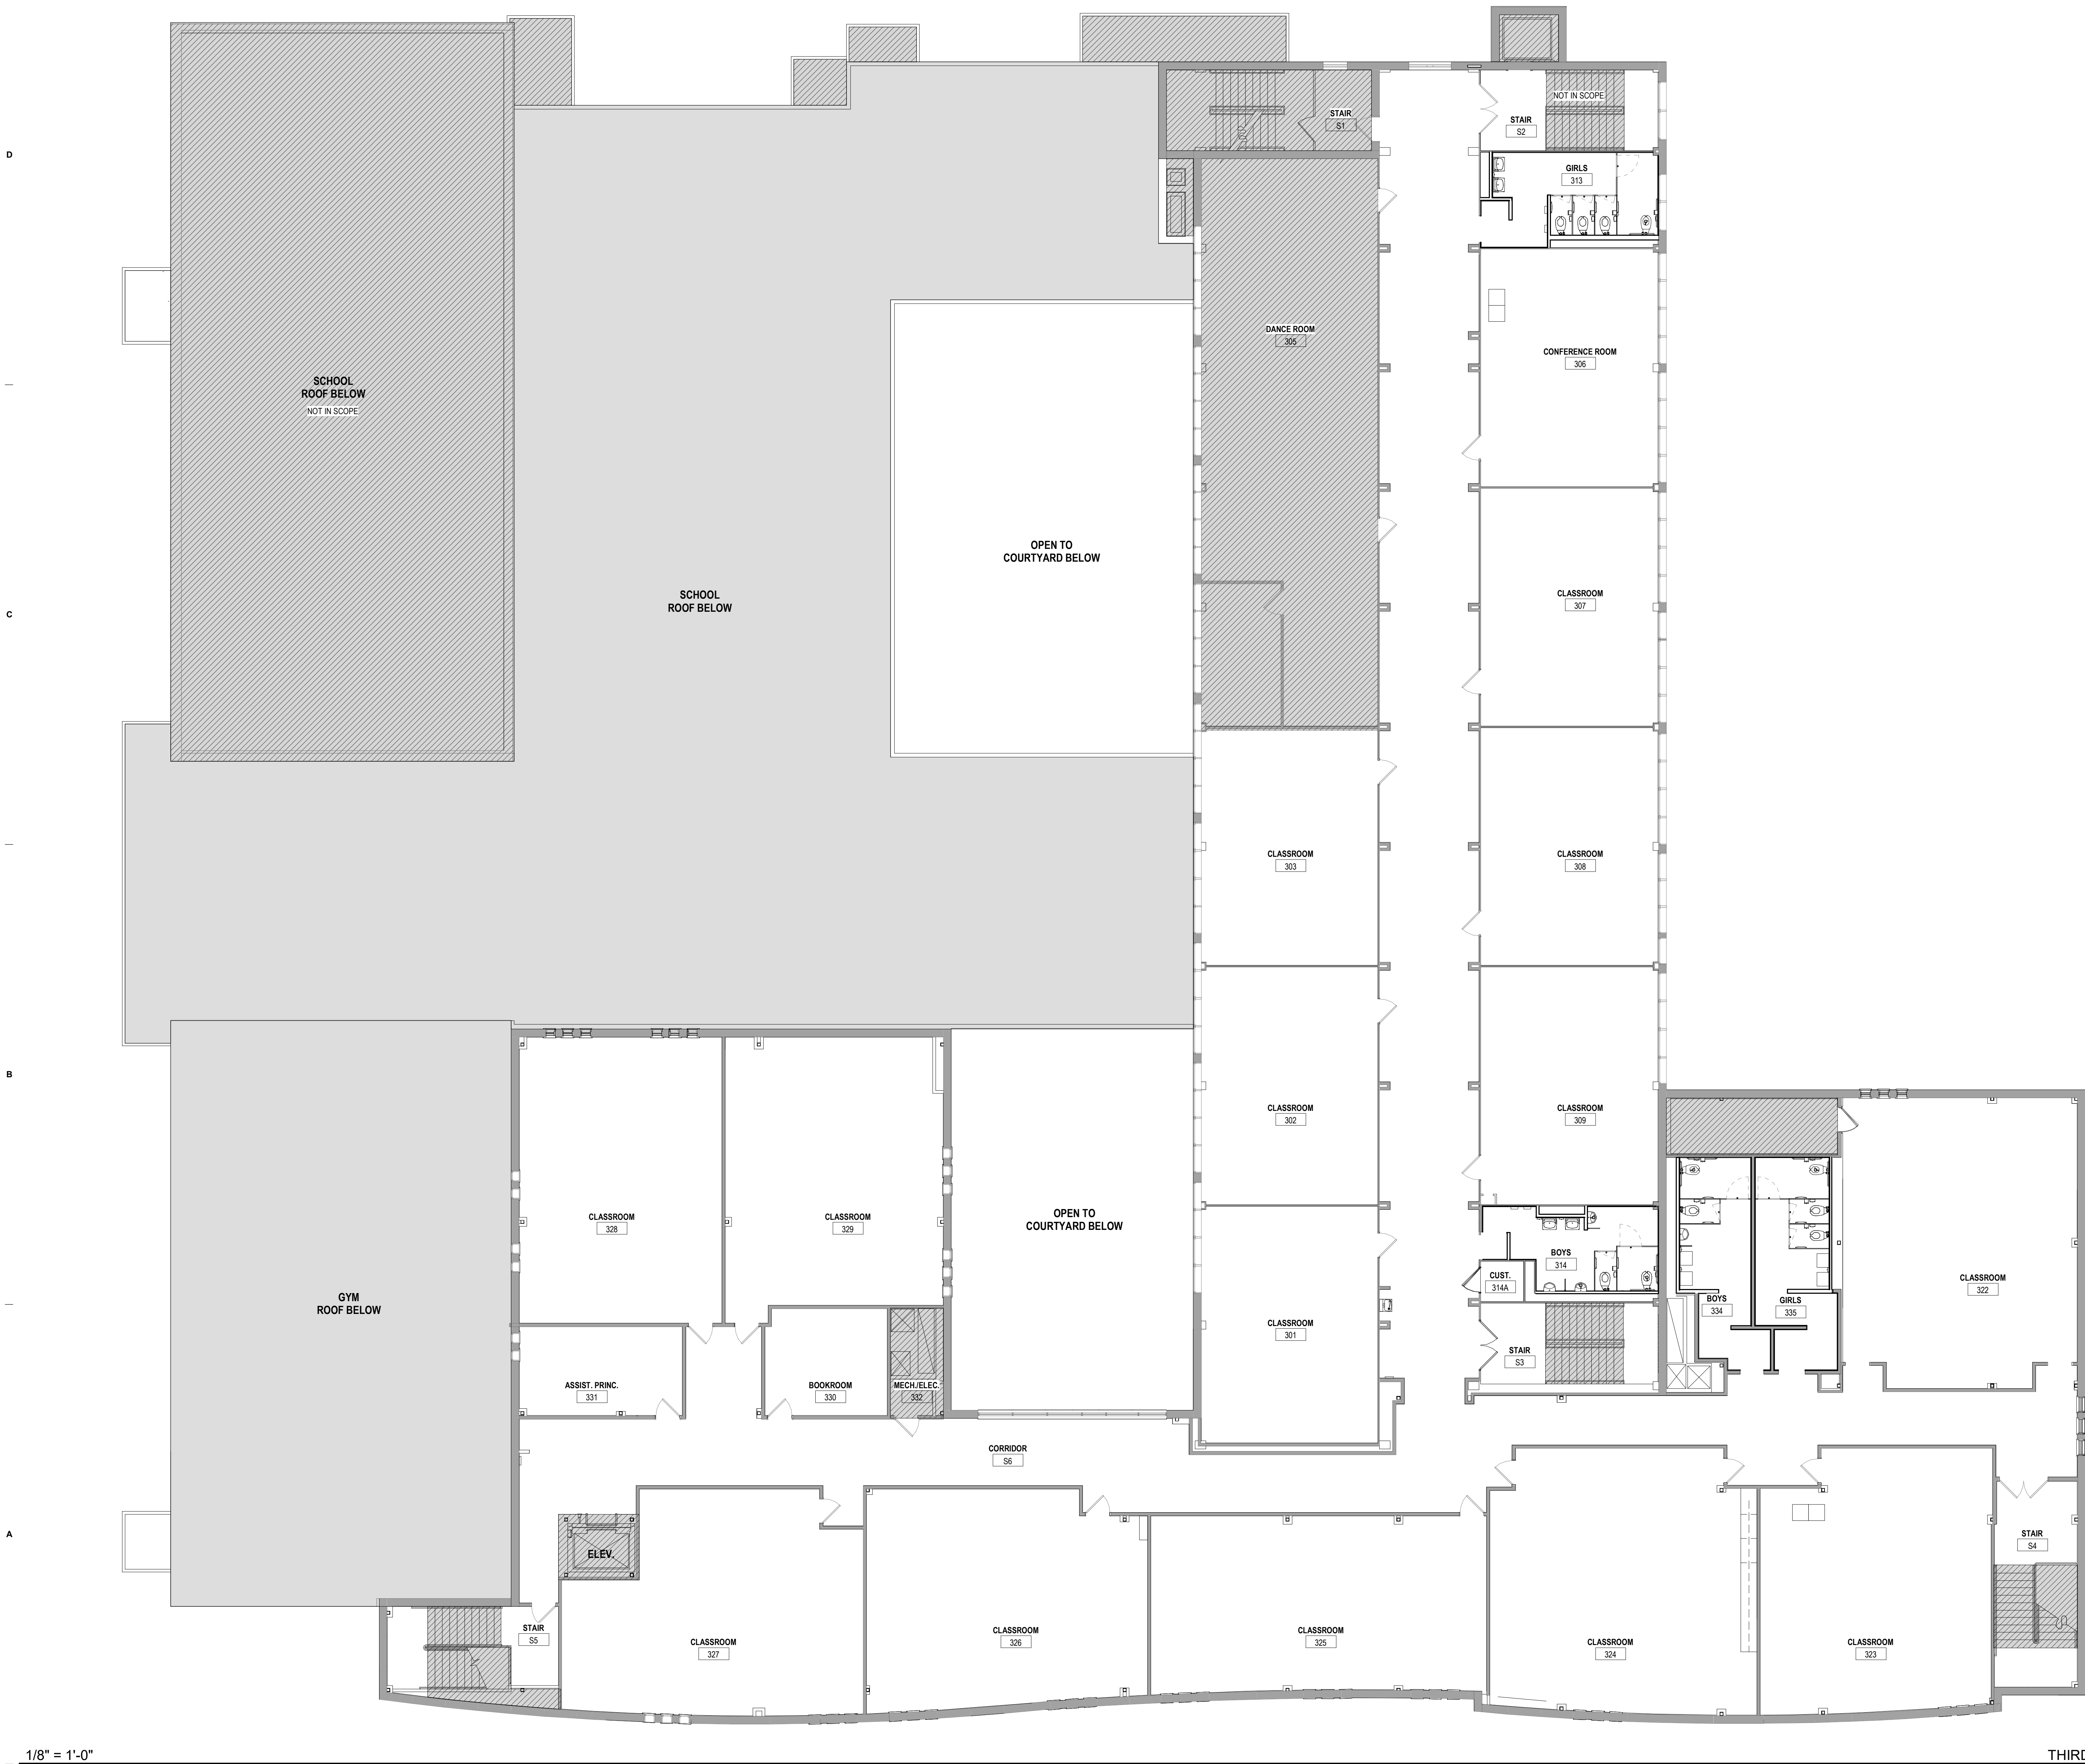 D
C
B
A
NOT IN SCOPE
STAIR
S1
STAIR
S2
GIRLS
313
DANCE ROOM
305
CONFERENCE ROOM
306
SCHOOL
ROOF BELOW
NOT IN SCOPE
OPEN TO
COURTYARD BELOW
SCHOOL
ROOF BELOW
CLASSROOM
307
CLASSROOM
303
CLASSROOM
308
CLASSROOM
302
CLASSROOM
309
CLASSROOM
328
CLASSROOM
329
OPEN TO
COURTYARD BELOW
BOYS
314
CUST.
314A
CLASSROOM
322
GYM
ROOF BELOW
BOYS
334
GIRLS
335
CLASSROOM
301
STAIR
S3
ASSIST. PRINC.
331
BOOKROOM
330
MECH./ELEC.
332
CORRIDOR
S6
ELEV.
STAIR
S4
STAIR
S5
CLASSROOM
327
CLASSROOM
326
CLASSROOM
325
CLASSROOM
324
CLASSROOM
323
1/8" = 1'-0"
THIRD